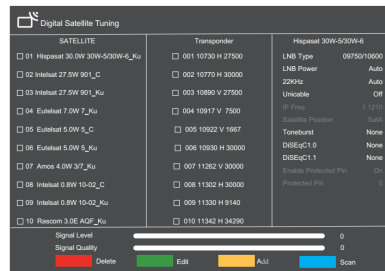 Digital Satellite Tuning
SATELLITE
Transponder
Hispasat 30W-5/30W-6
01 Hispasat 30.0W 30W-5/30W-6_Ku
001 10730 H 27500
LNB Type 09750/10600
02 Intelsat 27.5W 901_C
002 10770 H 30000
LNB Power Auto
22KHz Auto
03 Intelsat 27.5W 901_Ku
003 10890 V 27500
Unicable Off
04 Eutelsat 7.0W 7_Ku
004 10917 V 7500
IF Freq 1.1210
Satellite Position SatA
05 Eutelsat 5.0W 5_C
005 10922 V 1667
Toneburst None
06 Eutelsat 5.0W 5_Ku
006 10930 H 30000
DiSEqC1.0 None
DiSEqC1.1 None
07 Amos 4.0W 3/7_Ku
007 11262 V 30000
Enable Protected Pin On
08 Intelsat 0.8W 10-02_C
008 11302 H 30000
Protected Pin 0
09 Intelsat 0.8W 10-02_Ku
009 11330 H 9140
10 Rascom 3.0E AQF_Ku
010 11342 H 34290
Signal Level 0
Signal Quality 0
Delete Edit Add Scan